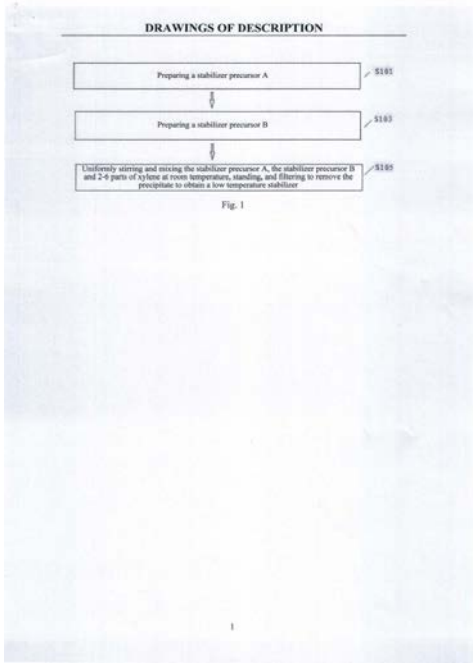 DRAWINGS OF DESCRIPTION
Preparing a stabilizer precursor A
S101
Preparing a stabilizer precursor B
S103
Uniformly stirring and mixing the stabilizer precursor A, the stabilizer precursor B
and 2-6 parts of xylene at room temperature, standing, and filtering to remove the
precipitate to obtain a low temperature stabilizer
S105
Fig. 1
1